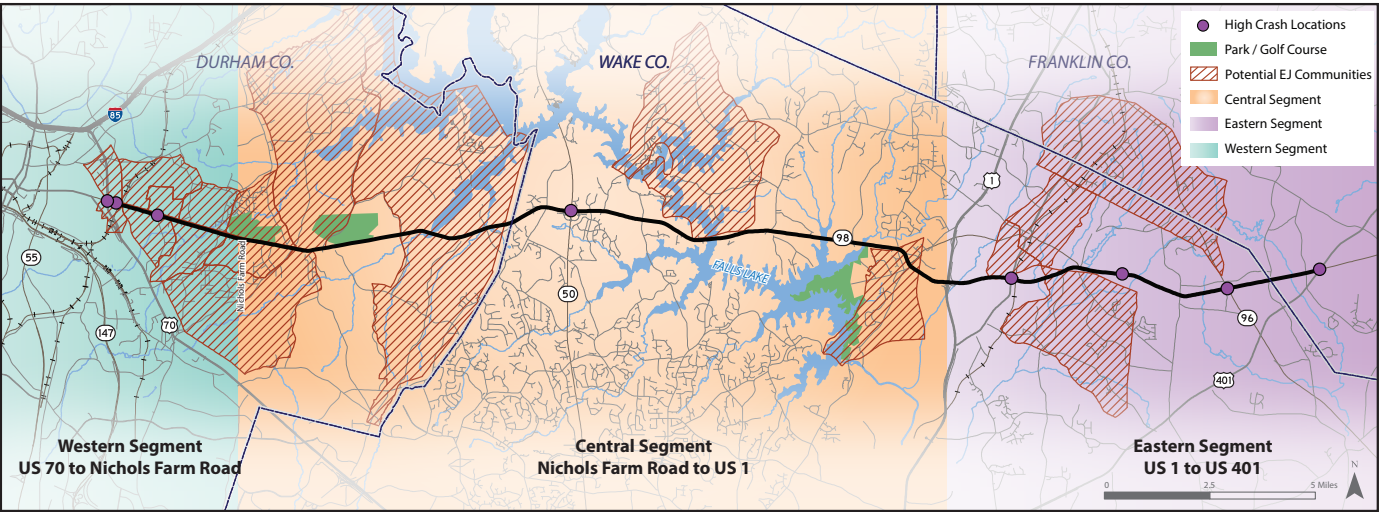 DURHAM CO.
WAKE CO.
FRANKLIN CO.
High Crash Locations
Park / Golf Course
Potential EJ Communities
Central Segment
Eastern Segment
Western Segment
85
1
98
Nichols Farm Road
55
FALLS LAKE
50
147
70
96
401
Western Segment
US 70 to Nichols Farm Road
Central Segment
Nichols Farm Road to US 1
Eastern Segment
US 1 to US 401
N
0
2.5
5 Miles